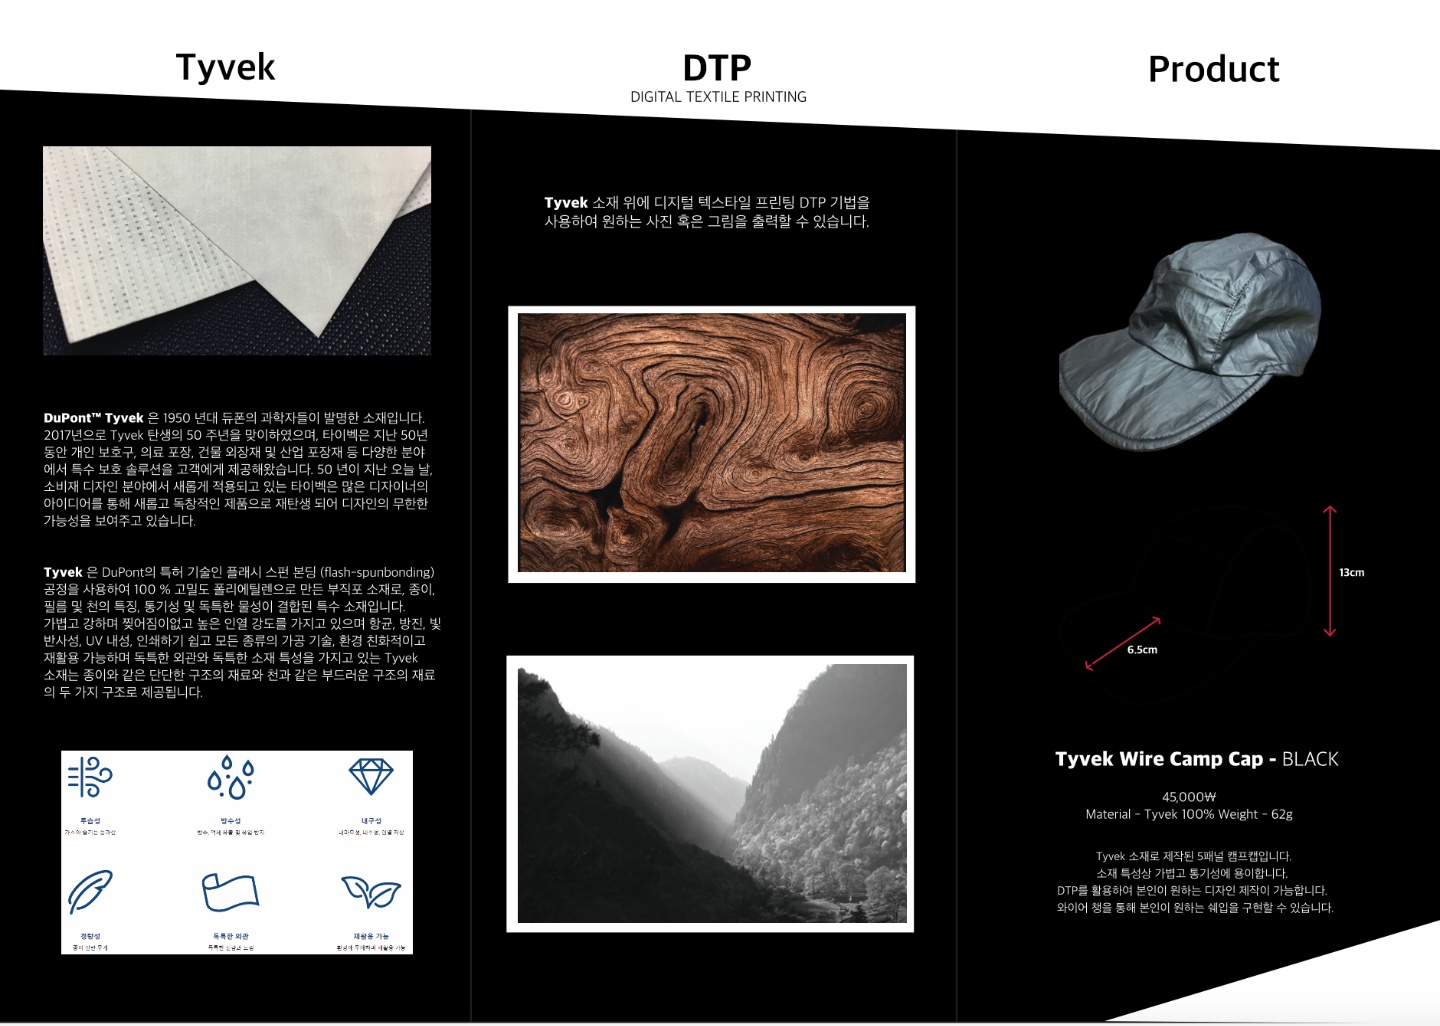 Tyvek
DTP
DIGITAL TEXTILE PRINTING
Product
DuPont™ Tyvek 은 1950 년대 듀폰의 과학자들이 발명한 소재입니다.
2017년으로 Tyvek 탄생의 50 주년을 맞이하였으며, 타이벡은 지난 50년
동안 개인 보호구, 의료 포장, 건물 외장재 및 산업 포장재 등 다양한 분야
에서 특수 보호 솔루션을 고객에게 제공해왔습니다. 50 년이 지난 오늘 날,
소비재 디자인 분야에서 새롭게 적용되고 있는 타이벡은 많은 디자이너의
아이디어를 통해 새롭고 독창적인 제품으로 재탄생 되어 디자인의 무한한
가능성을 보여주고 있습니다.
Tyvek 은 DuPont의 특허 기술인 플래시 스펀 본딩 (flash-spunbonding)
공정을 사용하여 100 % 고밀도 폴리에틸렌으로 만든 부직포 소재로, 종이,
필름 및 천의 특징, 통기성 및 독특한 물성이 결합된 특수 소재입니다.
가볍고 강하며 찢어짐이없고 높은 인열 강도를 가지고 있으며 항균, 방진, 빛
반사성, UV 내성, 인쇄하기 쉽고 모든 종류의 가공 기술, 환경 친화적이고
재활용 가능하며 독특한 외관와 독특한 소재 특성을 가지고 있는 Tyvek
소재는 종이와 같은 단단한 구조의 재료와 천과 같은 부드러운 구조의 재료
의 두 가지 구조로 제공됩니다.
투습성
방수성
내구성
경량성
독특한 외관
재활용 가능
Tyvek 소재 위에 디지털 텍스타일 프린팅 DTP 기법을
사용하여 원하는 사진 혹은 그림을 출력할 수 있습니다.
13cm
6.5cm
Tyvek Wire Camp Cap - BLACK
45,000₩
Material - Tyvek 100% Weight - 62g
Tyvek 소재로 제작된 5패널 캠프캡입니다.
소재 특성상 가볍고 통기성에 용이합니다.
DTP를 활용하여 본인이 원하는 디자인 제작이 가능합니다.
와이어 챙을 통해 본인이 원하는 쉐입을 구현할 수 있습니다.